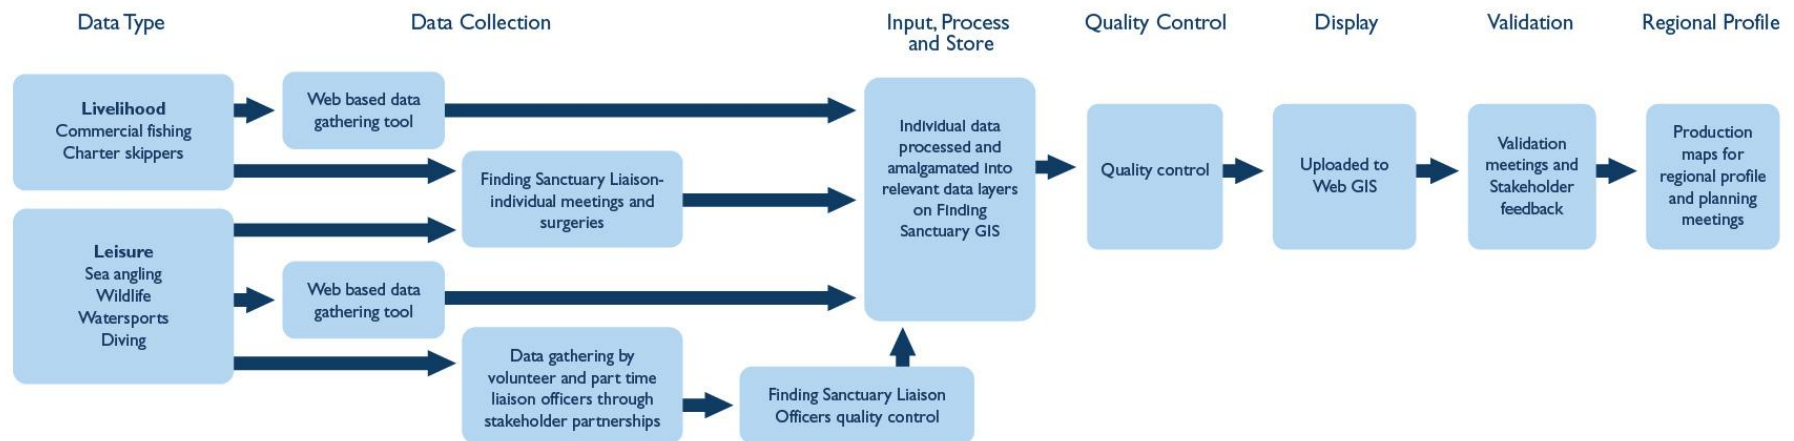 Data Type
Data Collection
Input, Process
and Store
Quality Control
Display
Validation
Regional Profile
Livelihood
Commercial fishing
Charter skippers
Web based data
gathering tool
Finding Sanctuary Liaison-
individual meetings and
surgeries
Leisure
Sea angling
Wildlife
Watersports
Diving
Web based data
gathering tool
Data gathering by
volunteer and part time
liaison officers through
stakeholder partnerships
Finding Sanctuary Liaison
Officers quality control
Individual data
processed and
amalgamated into
relevant data layers
on Finding
Sanctuary GIS
Quality control
Uploaded to
Web GIS
Validation
meetings and
Stakeholder
feedback
Production
maps for
regional profile
and planning
meetings